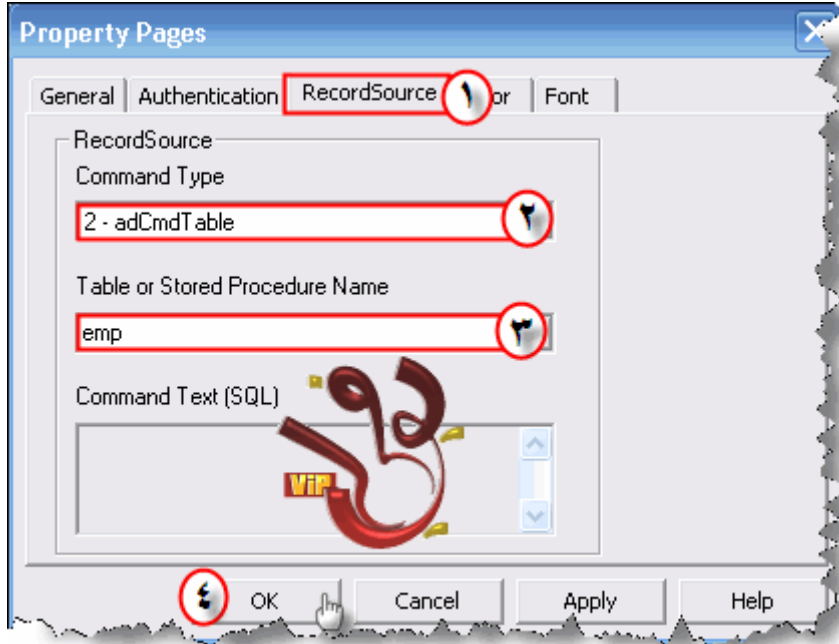 Property Pages
General Authentication RecordSource ١ or Font
RecordSource
Command Type
2 - adCmdTable ٢
Table or Stored Procedure Name
emp ٣
Command Text (SQL)
ViP
٤ OK Cancel Apply Help